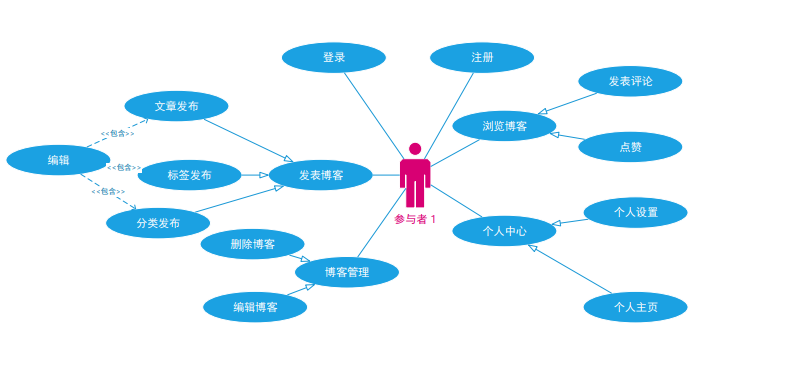 登录
注册
发表评论
文章发布
浏览博客
<<包含>>
点赞
编辑
<<包含>>
标签发布
发表博客
<<包含>>
参与者 1
个人设置
分类发布
个人中心
删除博客
博客管理
编辑博客
个人主页